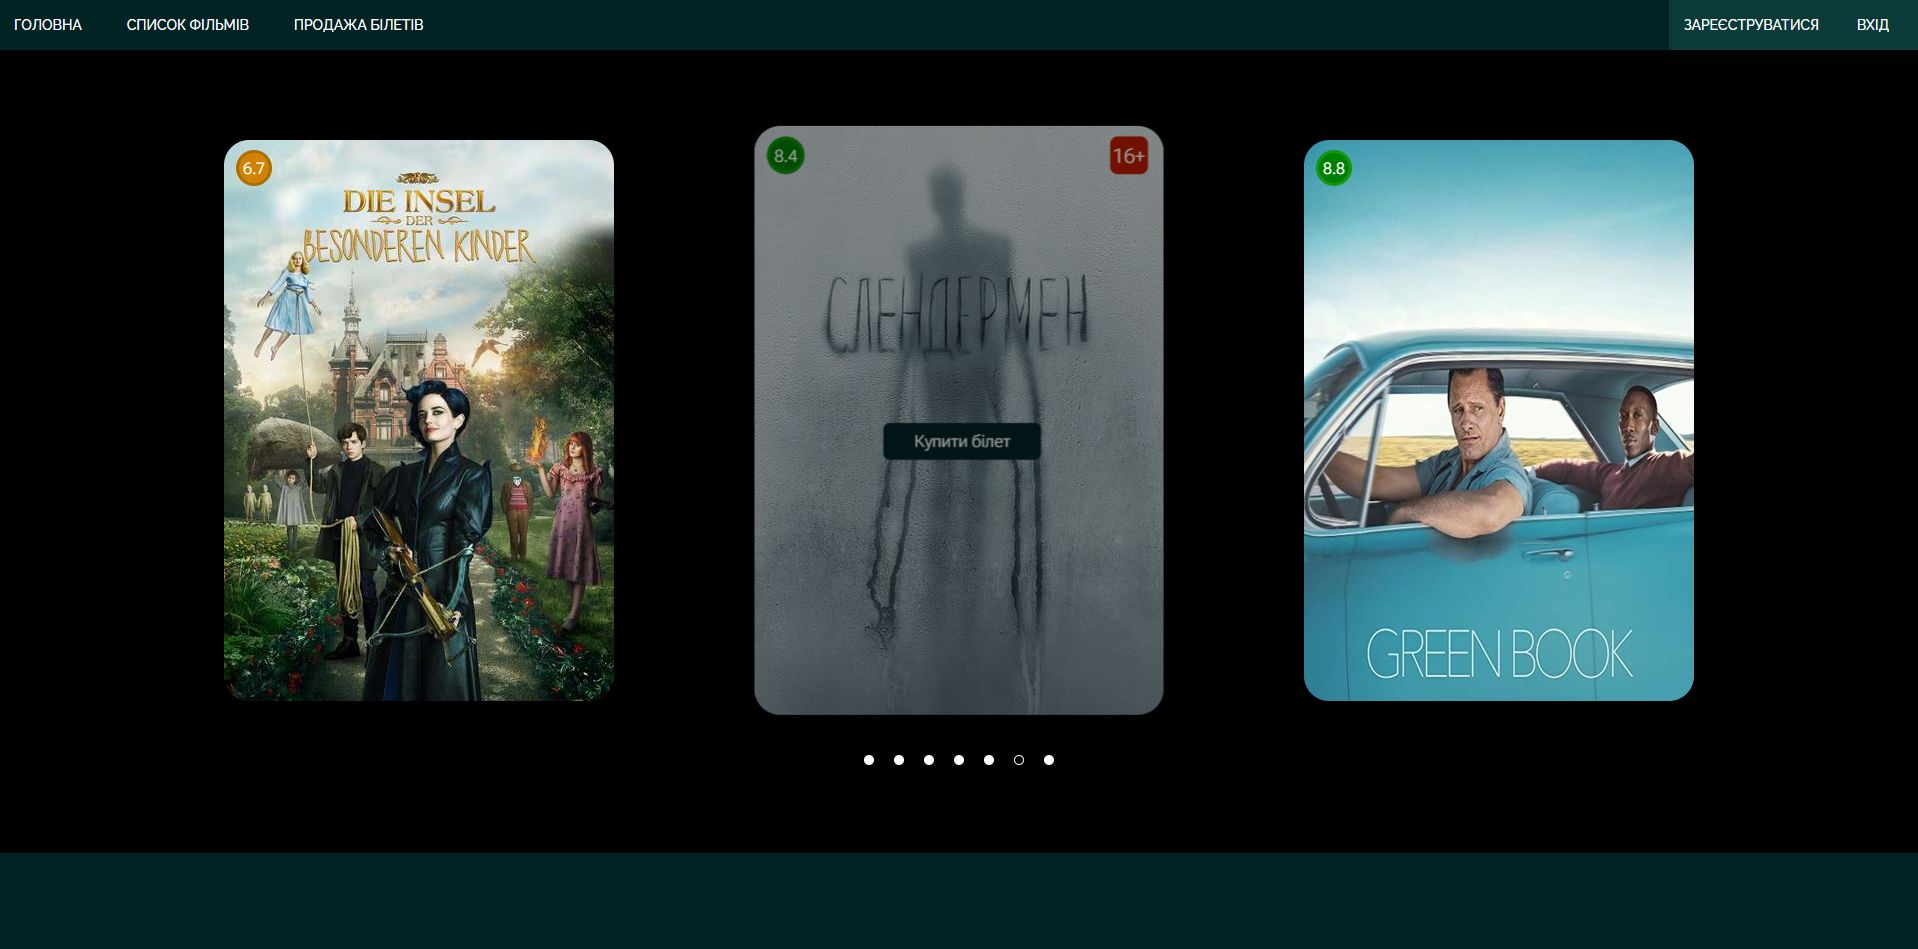 ГОЛОВНА СПИСОК ФІЛЬМІВ ПРОДАЖА БІЛЕТІВ ЗАРЕЄСТРУВАТИСЯ ВХІД
6.7
DIE INSEL
DER
BESONDEREN KINDER
8.4
16+
СЛЕНДЕРМЕН
Купити білет
8.8
GREEN BOOK